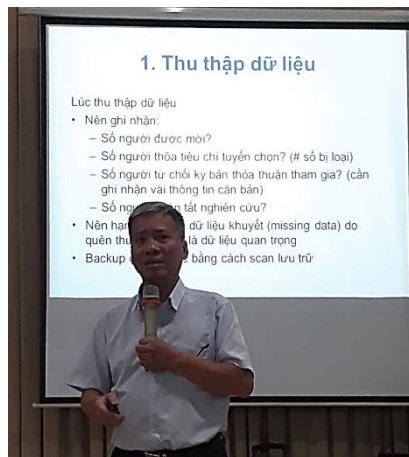 1. Thu thập dữ liệu
Lúc thu thập dữ liệu
• Nên ghi nhận:
– Số người được mời?
– Số người thỏa tiêu chí tuyển chọn? (# số bị loại)
– Số người từ chối ký bản thỏa thuận tham gia? (cần
ghi nhận vài thông tin căn bản)
– Số tất nghiên cứu?
• Nên dữ liệu khuyết (missing data) do
quên là dữ liệu quan trọng
• Backup bằng cách scan lưu trữ